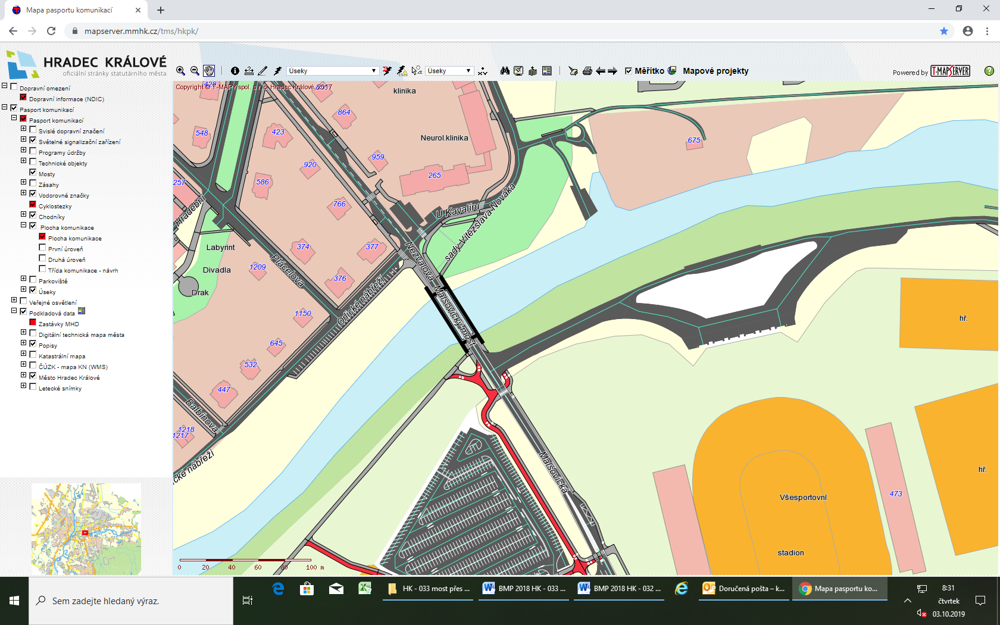 Mapa pasportu komunikací
mapserver.mmhk.cz/tms/hkpk/
HRADEC KRÁLOVÉ
oficiální stránky statutárního města
Úseky
Úseky
Měřítko
Mapové projekty
Powered by T-MAPSERVER
Dopravní omezení
Dopravní informace (NDIC)
Pasport komunikací
Pasport komunikací
Svislé dopravní značení
Světelné signalizační zařízení
Programy údržby
Technické objekty
Mosty
Zásahy
Vodorovné značky
Cyklostezky
Chodníky
Plocha komunikace
Plocha komunikace
První úroveň
Druhá úroveň
Třída komunikace - návrh
Parkoviště
Úseky
Veřejné osvětlení
Podkladová data
Zastávky MHD
Digitální technická mapa města
Popisy
Katastrální mapa
ČÚZK - mapa KN (WMS)
Město Hradec Králové
Letecké snímky
Copyright © T-MAPY spol. s r.o. Hradec Králové, 2017
klinika
864
548
423
Neurol.klinika
675
959
920
265
257
586
766
U Kavalíru
sady Vítězslava Nováka
Hradební
Labyrint
374
377
Nezvalova
Divadla
1209
Plácelova
376
Drak
Orlické nábřeží
Malšovický most
1150
hř.
645
532
447
Balbínova
1218
1217
cké nábřeží
Malšovická
hř.
473
Všesportovní
stadion
0 20 40 60 80 100 m
Sem zadejte hledaný výraz.
HK - 033 most přes ...
BMP 2018 HK - 033 ...
BMP 2018 HK - 032 ...
Doručená pošta – k...
Mapa pasportu ko...
8:31
čtvrtek
03.10.2019